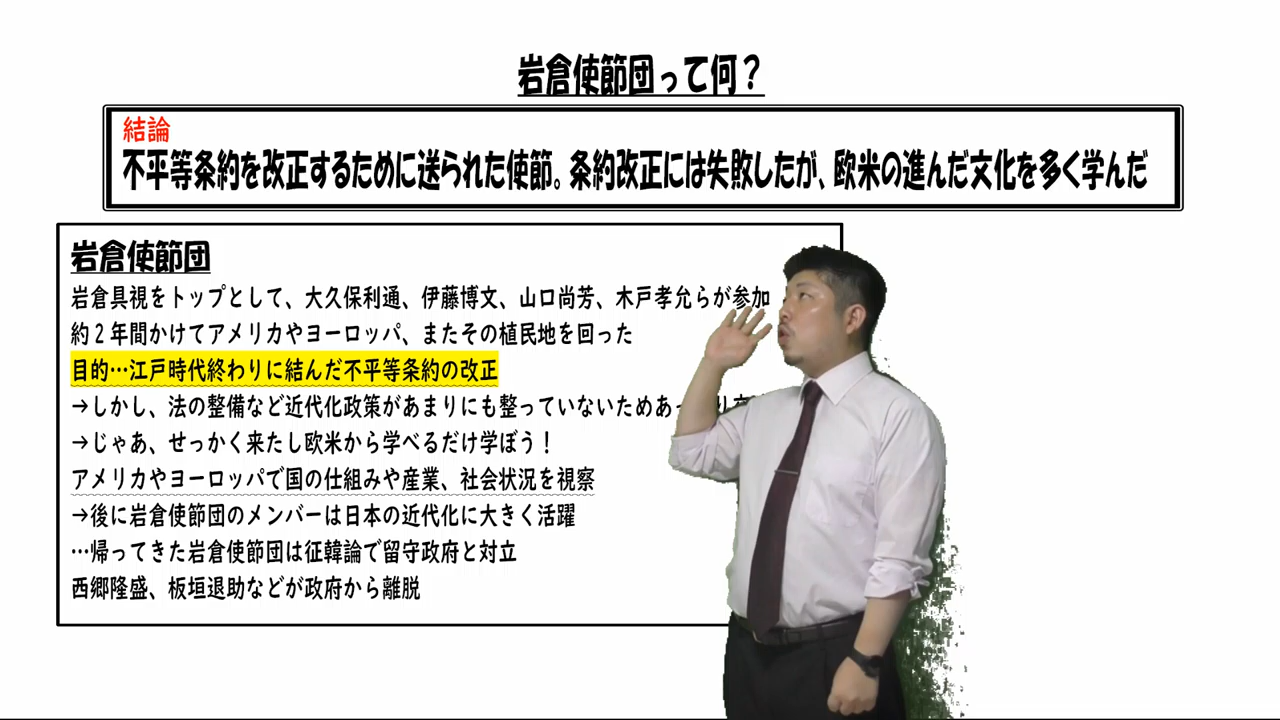 岩倉使節団って何？
結論
不平等条約を改正するために送られた使節。条約改正には失敗したが、欧米の進んだ文化を多く学んだ
岩倉使節団
岩倉具視をトップとして、大久保利通、伊藤博文、山口尚芳、木戸孝允らが参加
約２年間かけてアメリカやヨーロッパ、またその植民地を回った
目的…江戸時代終わりに結んだ不平等条約の改正
→しかし、法の整備など近代化政策があまりにも整っていないためあっ
→じゃあ、せっかく来たし欧米から学べるだけ学ぼう！
アメリカやヨーロッパで国の仕組みや産業、社会状況を視察
→後に岩倉使節団のメンバーは日本の近代化に大きく活躍
…帰ってきた岩倉使節団は征韓論で留守政府と対立
西郷隆盛、板垣退助などが政府から離脱